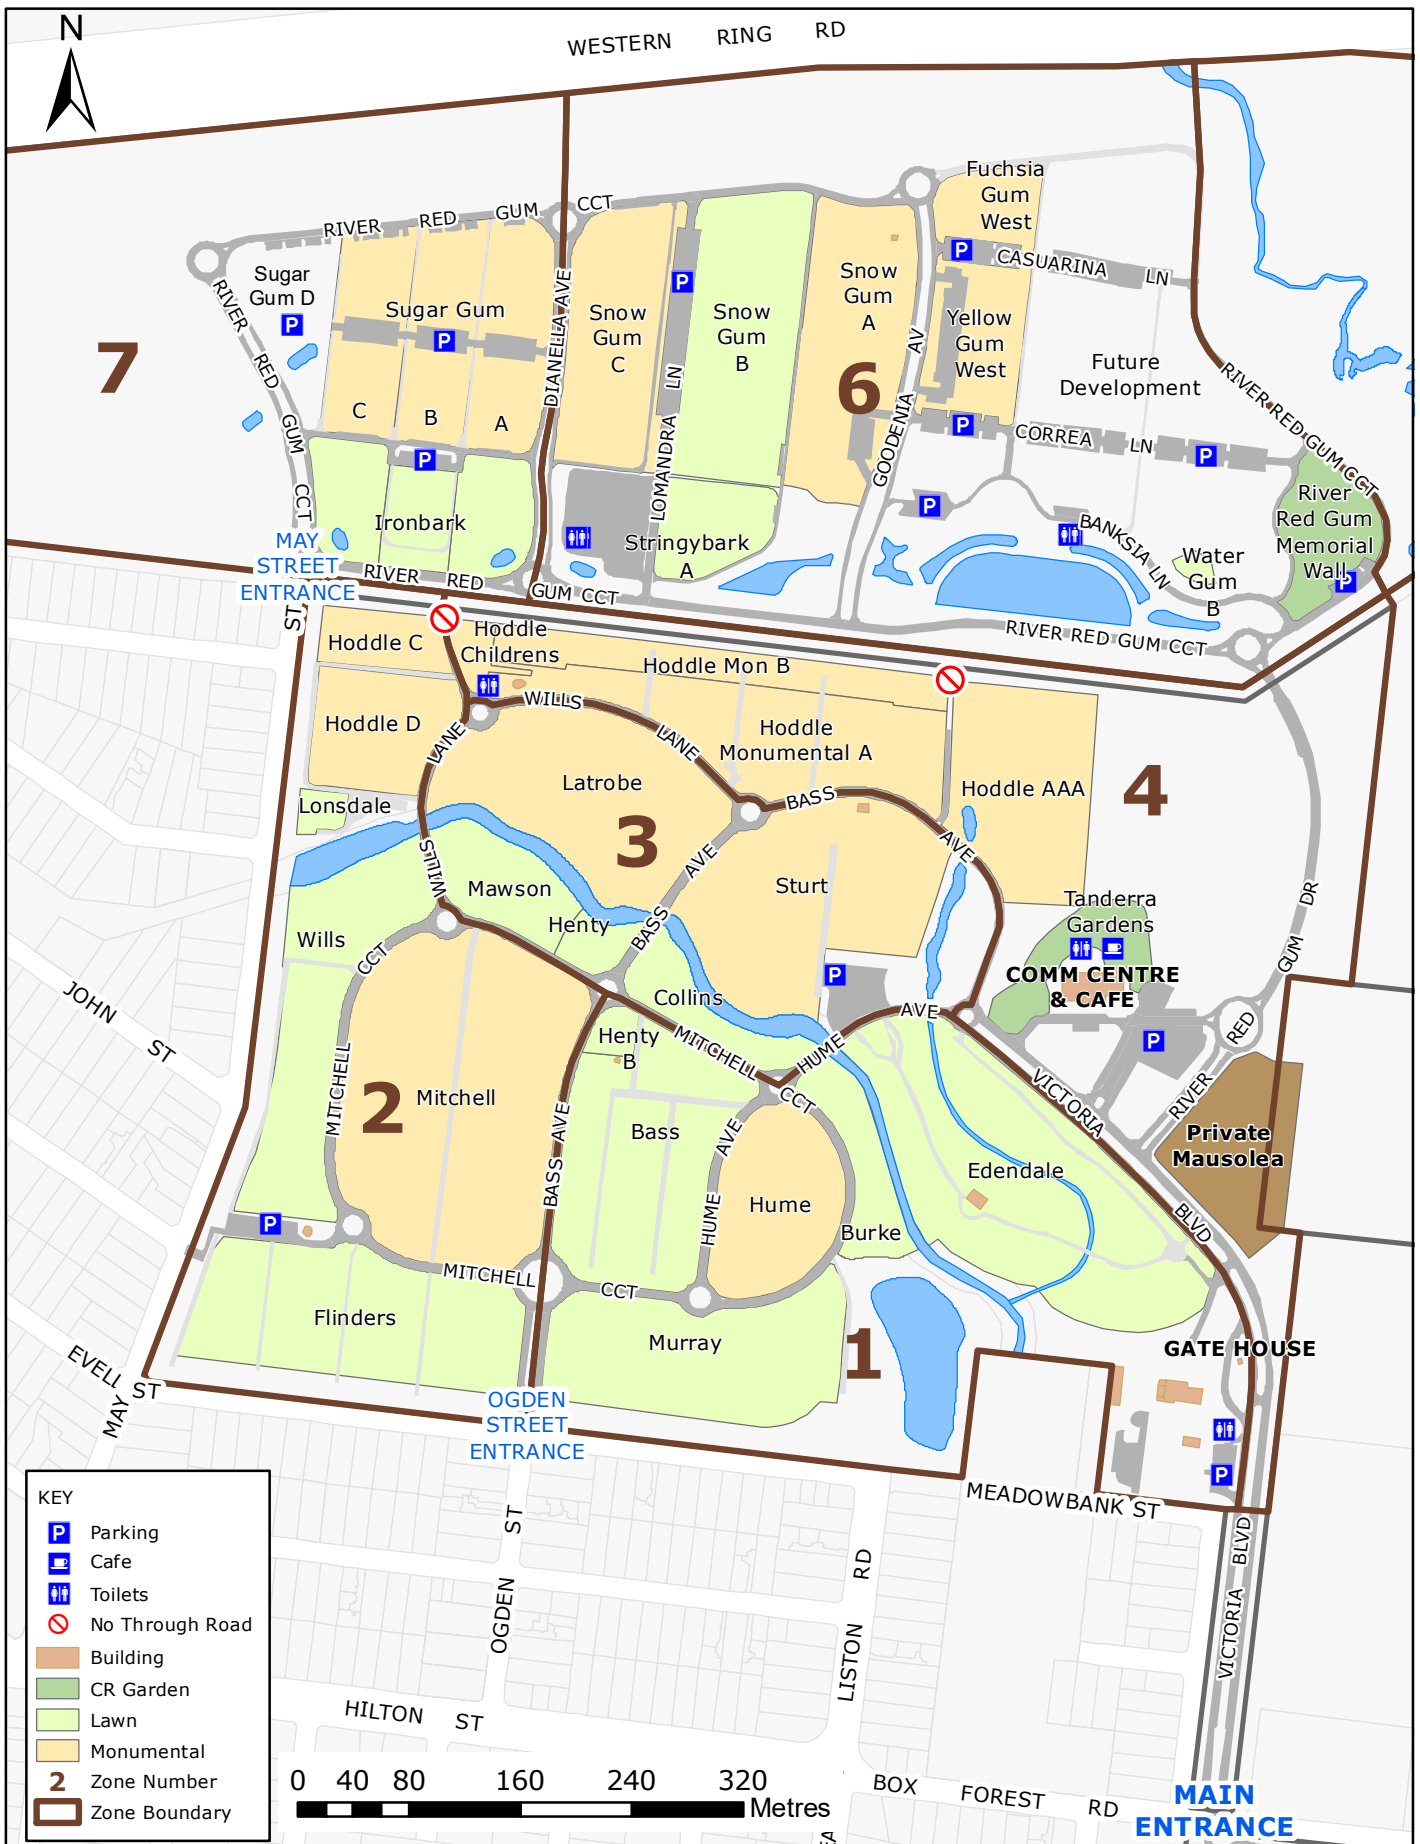 N
WESTERN RING RD
Fuchsia
Gum
West
RIVER RED GUM CCT
CASUARINA LN
Sugar
Gum D
Sugar Gum
Snow
Gum
C
Snow
Gum
B
Snow
Gum
A
Yellow
Gum
West
Future
Development
7
6
RIVER RED GUM CCT
DIANELLA AVE
LOMANDRA LN
GOODENIA AV
C
B
A
CORREA LN
RIVER RED GUM CCT
River
Red Gum
Memorial
Wall
Ironbark
Stringybark
A
BANKSIA LN
Water
Gum
B
MAY
STREET
ENTRANCE
RIVER RED GUM CCT
RIVER RED GUM CCT
ST
Hoddle C
Hoddle
Childrens
Hoddle Mon B
WILLS LANE
Hoddle D
Hoddle
Monumental A
LANE
Latrobe
BASS AVE
Hoddle AAA
4
Lonsdale
3
WILLS
BASS AVE
Sturt
Mawson
Henty
Tanderra
Gardens
Wills
CCT
COMM CENTRE
& CAFE
GUM DR
Collins
JOHN ST
Henty
B
MITCHELL CCT
HUME AVE
RED
RIVER
MITCHELL
2
Mitchell
BASS AVE
Bass
HUME AVE
VICTORIA BLVD
Private
Mausolea
Edendale
Hume
Burke
MITCHELL CCT
Flinders
Murray
1
GATE HOUSE
EVELL ST
MAY
OGDEN
STREET
ENTRANCE
MEADOWBANK ST
KEY
P Parking
Cafe
Toilets
No Through Road
Building
CR Garden
Lawn
Monumental
2 Zone Number
Zone Boundary
OGDEN ST
LISTON RD
VICTORIA BLVD
HILTON ST
BOX FOREST RD
0 40 80 160 240 320
Metres
MAIN
ENTRANCE